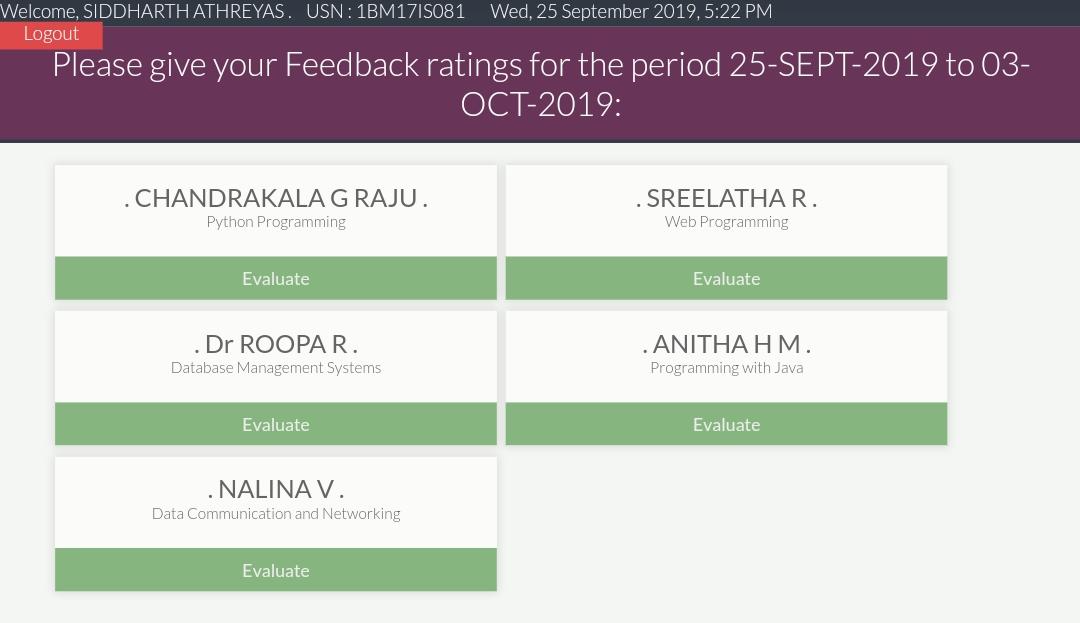 Welcome, SIDDHARTH ATHREYAS . USN : 1BM17IS081 Wed, 25 September 2019, 5:22 PM
Logout
Please give your Feedback ratings for the period 25-SEPT-2019 to 03-
OCT-2019:
. CHANDRAKALA G RAJU .
Python Programming
Evaluate
. SREELATHA R .
Web Programming
Evaluate
. Dr ROOPA R .
Database Management Systems
Evaluate
. ANITHA H M .
Programming with Java
Evaluate
. NALINA V .
Data Communication and Networking
Evaluate